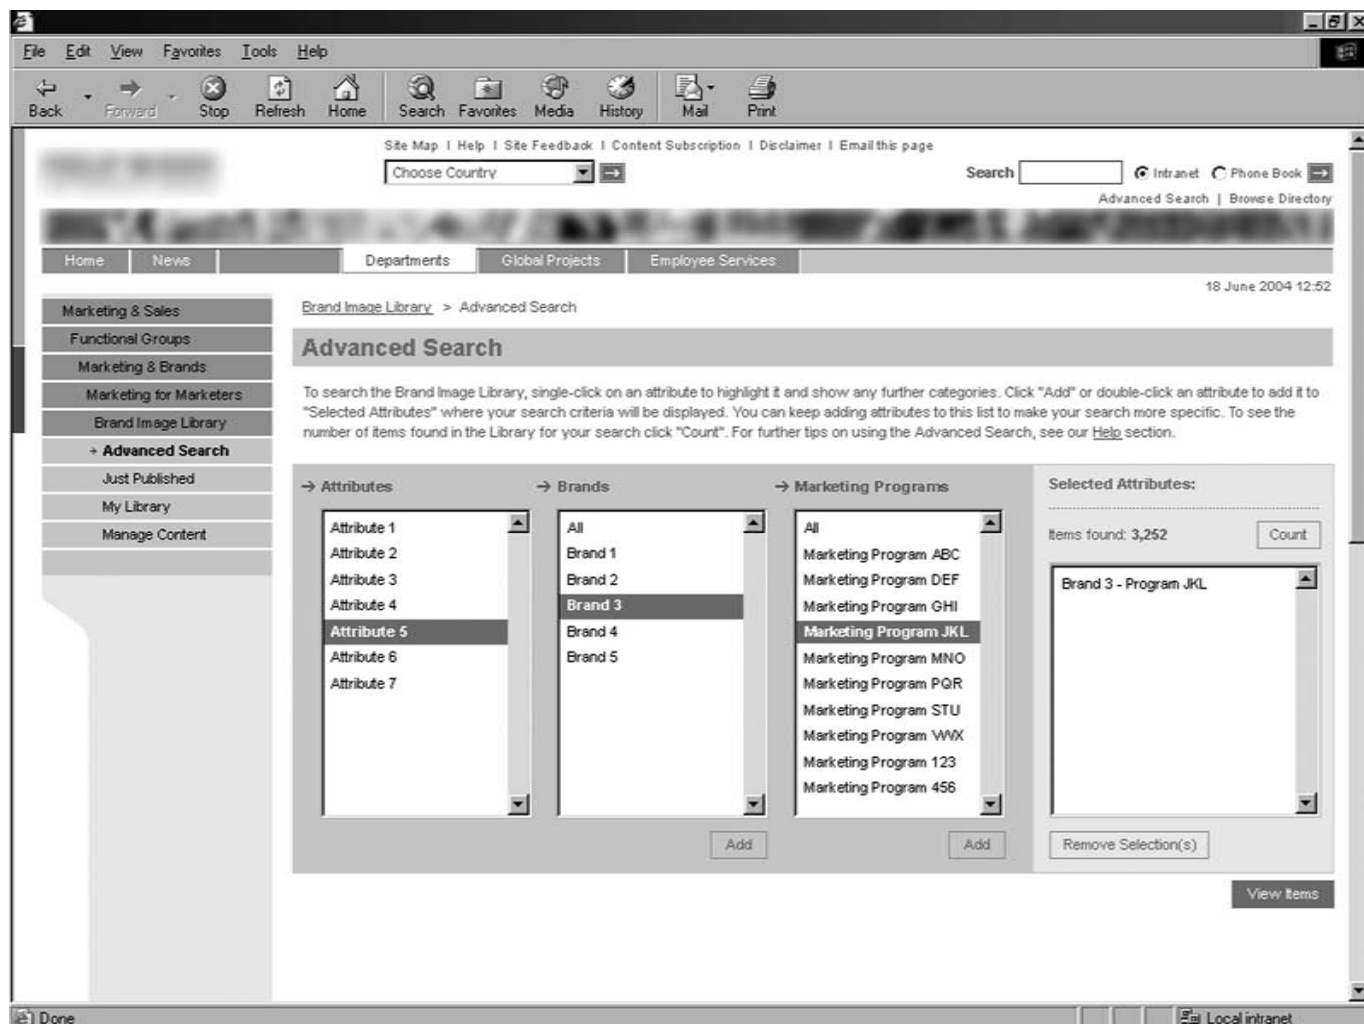 File Edit View Favorites Tools Help
Back Forward Stop Refresh Home Search Favorites Media History Mail Print
Site Map | Help | Site Feedback | Content Subscription | Disclaimer | Email this page
Choose Country
Search Intranet Phone Book
Advanced Search | Browse Directory
Home News Departments Global Projects Employee Services
18 June 2004 12:52
Marketing & Sales
Functional Groups
Marketing & Brands
Marketing for Marketers
Brand Image Library
→ Advanced Search
Just Published
My Library
Manage Content
Brand Image Library > Advanced Search
Advanced Search
To search the Brand Image Library, single-click on an attribute to highlight it and show any further categories. Click "Add" or double-click an attribute to add it to
"Selected Attributes" where your search criteria will be displayed. You can keep adding attributes to this list to make your search more specific. To see the
number of items found in the Library for your search click "Count". For further tips on using the Advanced Search, see our Help section.
→ Attributes
Attribute 1
Attribute 2
Attribute 3
Attribute 4
Attribute 5
Attribute 6
Attribute 7
→ Brands
All
Brand 1
Brand 2
Brand 3
Brand 4
Brand 5
Add
→ Marketing Programs
All
Marketing Program ABC
Marketing Program DEF
Marketing Program GHI
Marketing Program JKL
Marketing Program MNO
Marketing Program PQR
Marketing Program STU
Marketing Program VWX
Marketing Program 123
Marketing Program 456
Add
Selected Attributes:
Items found: 3,252 Count
Brand 3 - Program JKL
Remove Selection(s)
View Items
Done Local intranet